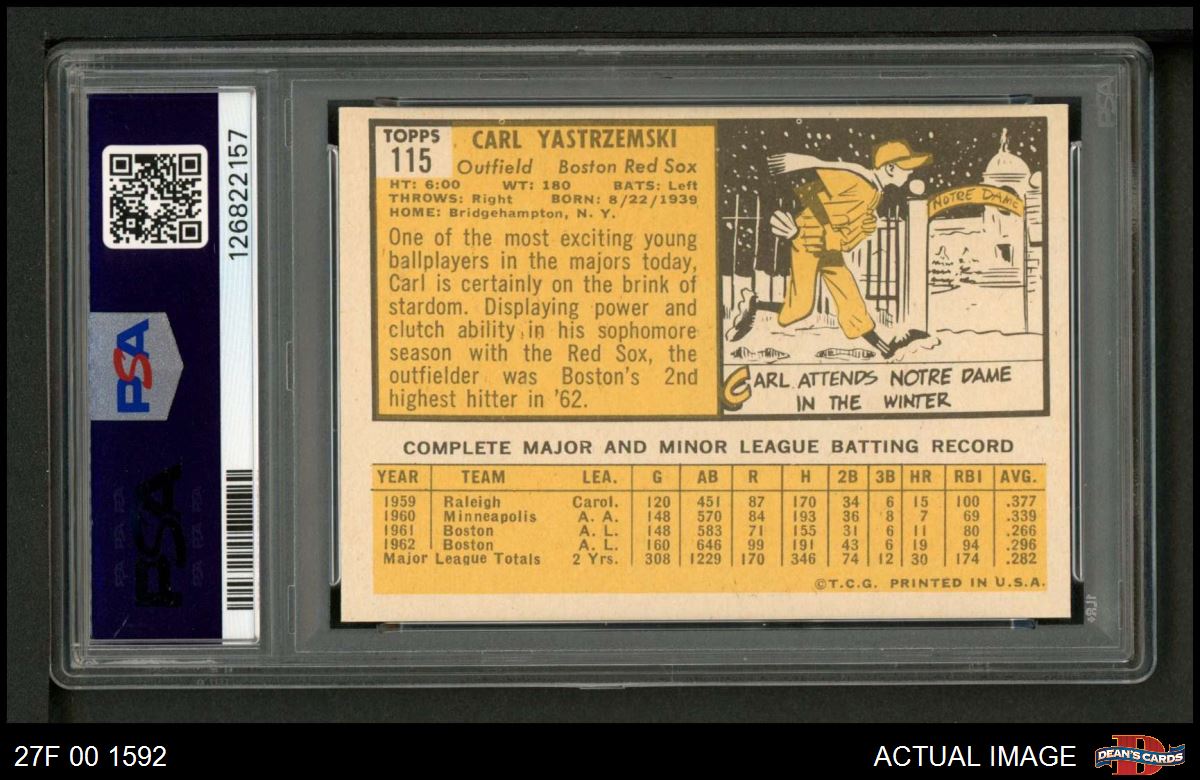 PSA
126822157
PSA
TOPPS
115
CARL YASTRZEMSKI
Outfield Boston Red Sox
HT: 6:00 WT: 180 BATS: Left
THROWS: Right BORN: 8/22/1939
HOME: Bridgehampton, N. Y.
One of the most exciting young
ballplayers in the majors today,
Carl is certainly on the brink of
stardom. Displaying power and
clutch ability in his sophomore
season with the Red Sox, the
outfielder was Boston's 2nd
highest hitter in '62.
NOTRE DAME
CARL ATTENDS NOTRE DAME
IN THE WINTER
COMPLETE MAJOR AND MINOR LEAGUE BATTING RECORD
YEAR TEAM LEA. G AB R H 2B 3B HR RBI AVG.
1959 Raleigh Carol. 120 451 87 170 34 6 15 100 .377
1960 Minneapolis A. A. 148 570 84 193 36 8 7 69 .339
1961 Boston A. L. 148 583 71 155 31 6 11 80 .266
1962 Boston A. L. 160 646 99 191 43 6 19 94 .296
Major League Totals 2 Yrs. 308 1229 170 346 74 12 30 174 .282
©T.C.G. PRINTED IN U.S.A.
PSA
27F 00 1592
ACTUAL IMAGE
DEAN'S CARDS